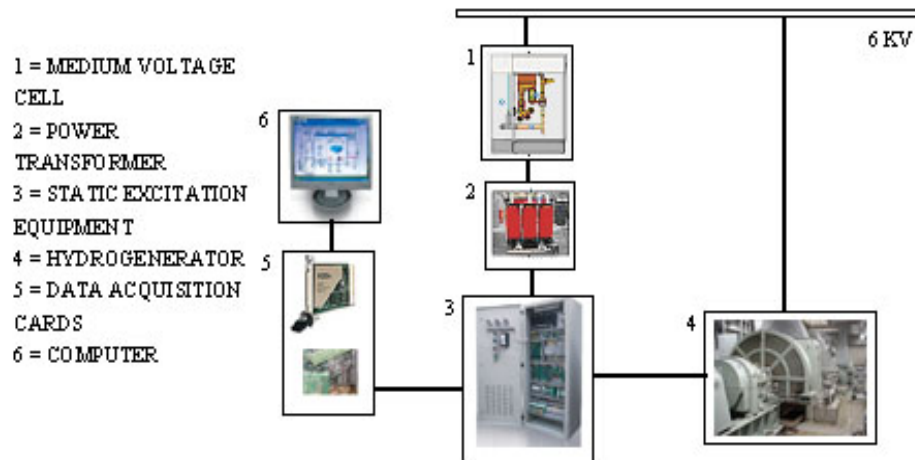 6 KV
1 = MEDIUM VOLTAGE
CELL
2 = POWER
TRANSFORMER
3 = STATIC EXCITATION
EQUIPMENT
4 = HYDROGENERATOR
5 = DATA ACQUISITION
CARDS
6 = COMPUTER
1
6
2
5
3
4